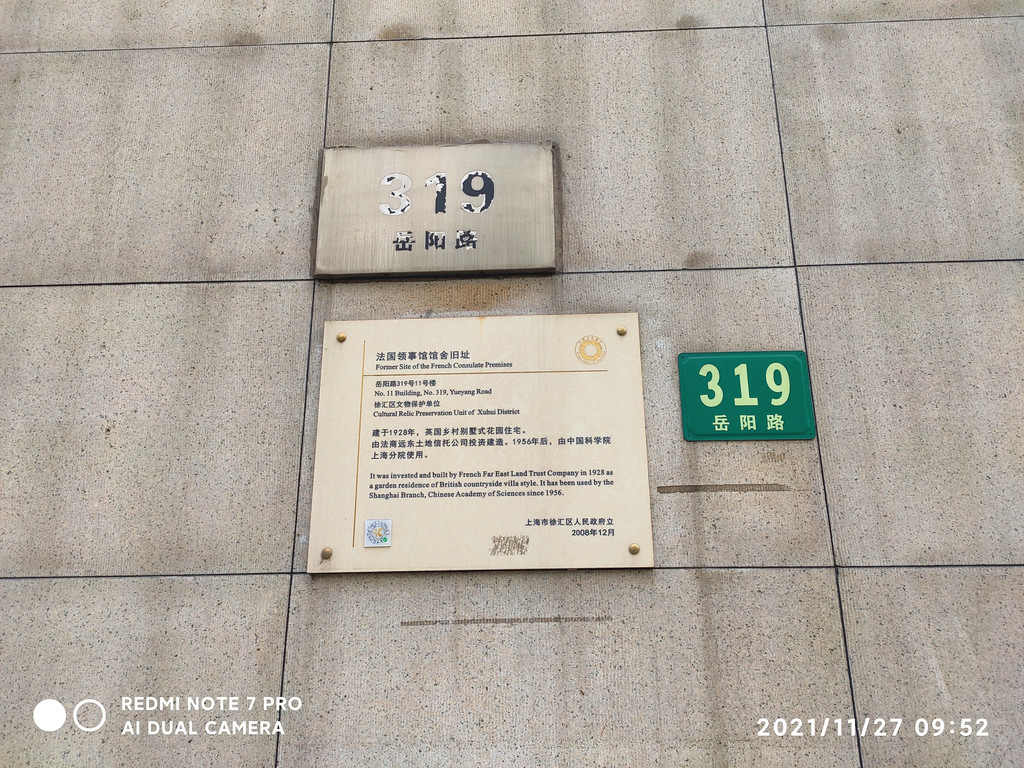 319
岳阳路
法国领事馆馆舍旧址
Former Site of the French Consulate Premises
岳阳路319号11号楼
No. 11 Building, No. 319, Yueyang Road
徐汇区文物保护单位
Cultural Relic Preservation Unit of Xuhui District
建于1928年，英国乡村别墅式花园住宅。
由法商远东土地信托公司投资建造。1956年后，由中国科学院
上海分院使用。
It was invested and built by French Far East Land Trust Company in 1928 as
a garden residence of British countryside villa style. It has been used by the
Shanghai Branch, Chinese Academy of Sciences since 1956.
上海市徐汇区人民政府立
2008年12月
319
岳阳路
REDMI NOTE 7 PRO
AI DUAL CAMERA
2021/11/27 09:52